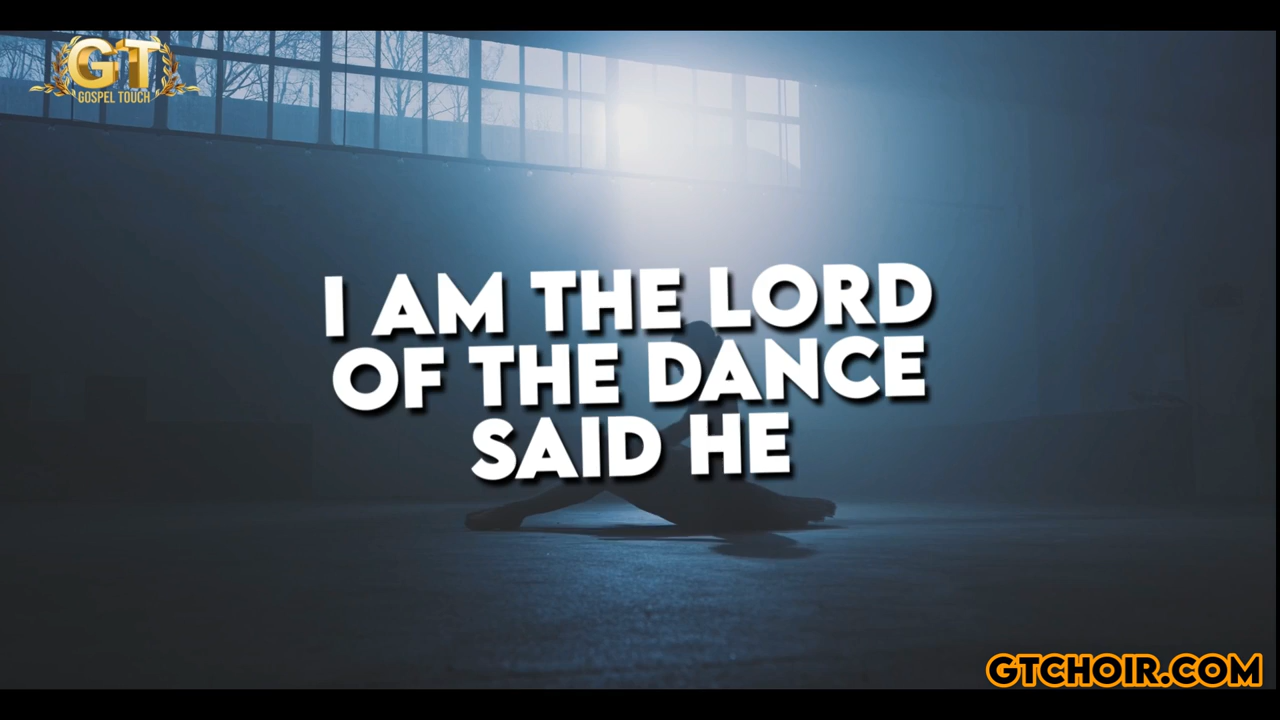 GT
GOSPEL TOUCH
I AM THE LORD
OF THE DANCE
SAID HE
GTCHOIR.COM